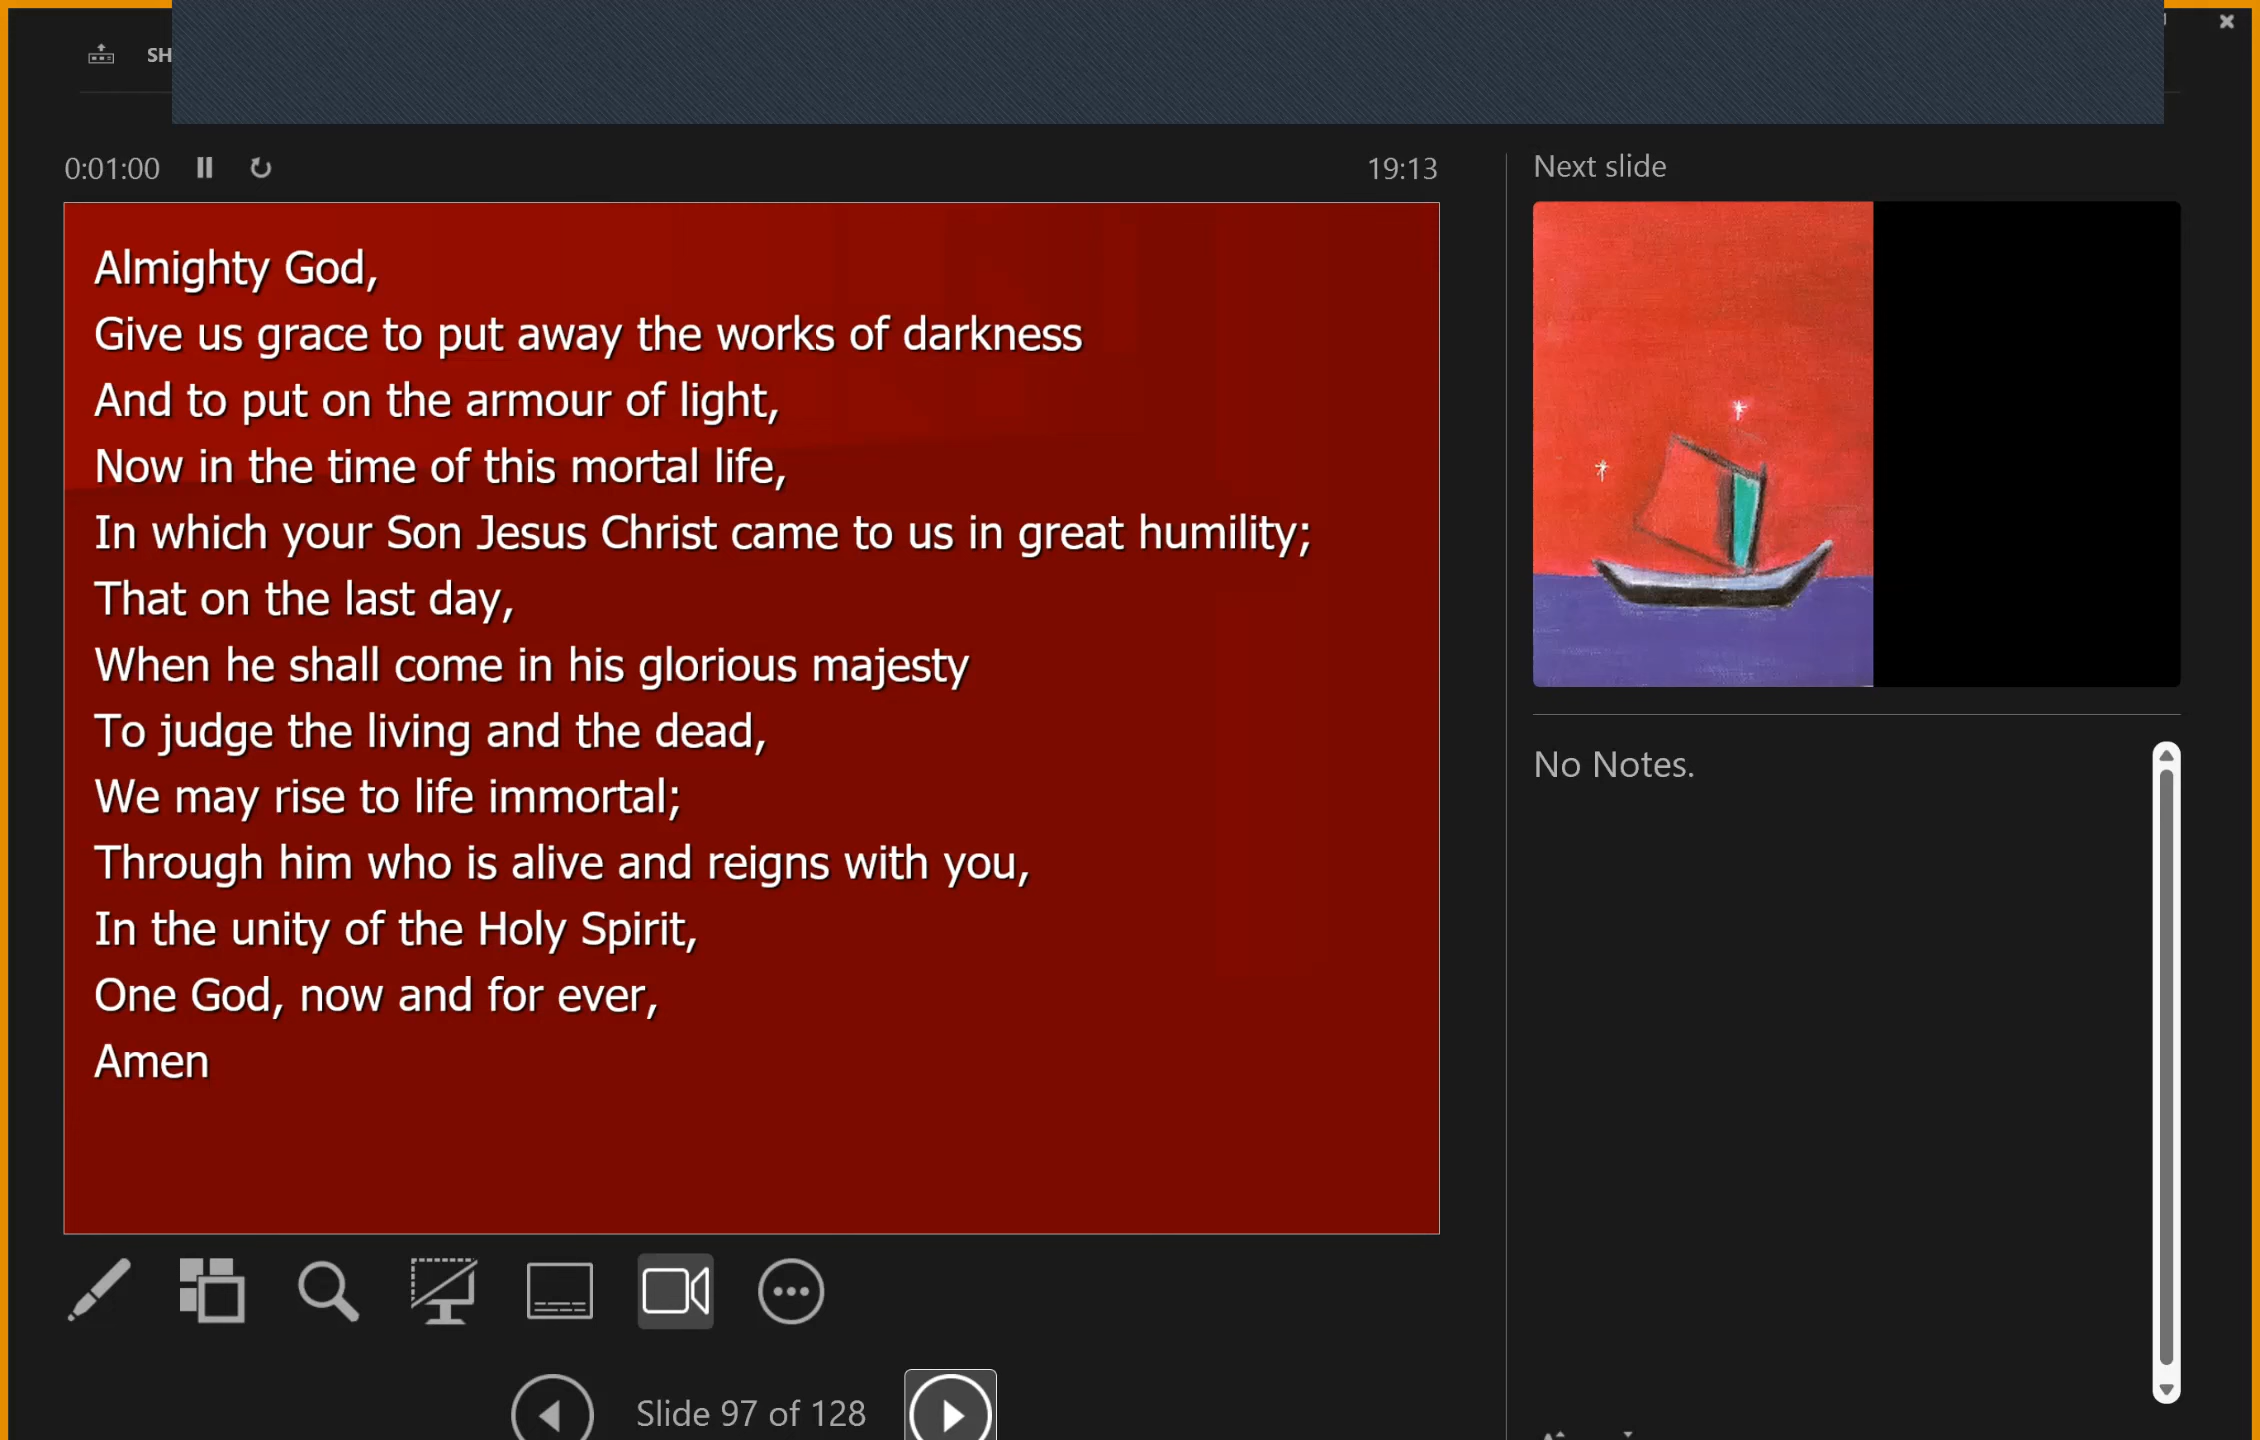 SH
0:01:00
19:13
Next slide
Almighty God,
Give us grace to put away the works of darkness
And to put on the armour of light,
Now in the time of this mortal life,
In which your Son Jesus Christ came to us in great humility;
That on the last day,
When he shall come in his glorious majesty
To judge the living and the dead,
We may rise to life immortal;
Through him who is alive and reigns with you,
In the unity of the Holy Spirit,
One God, now and for ever,
Amen
No Notes.
Slide 97 of 128